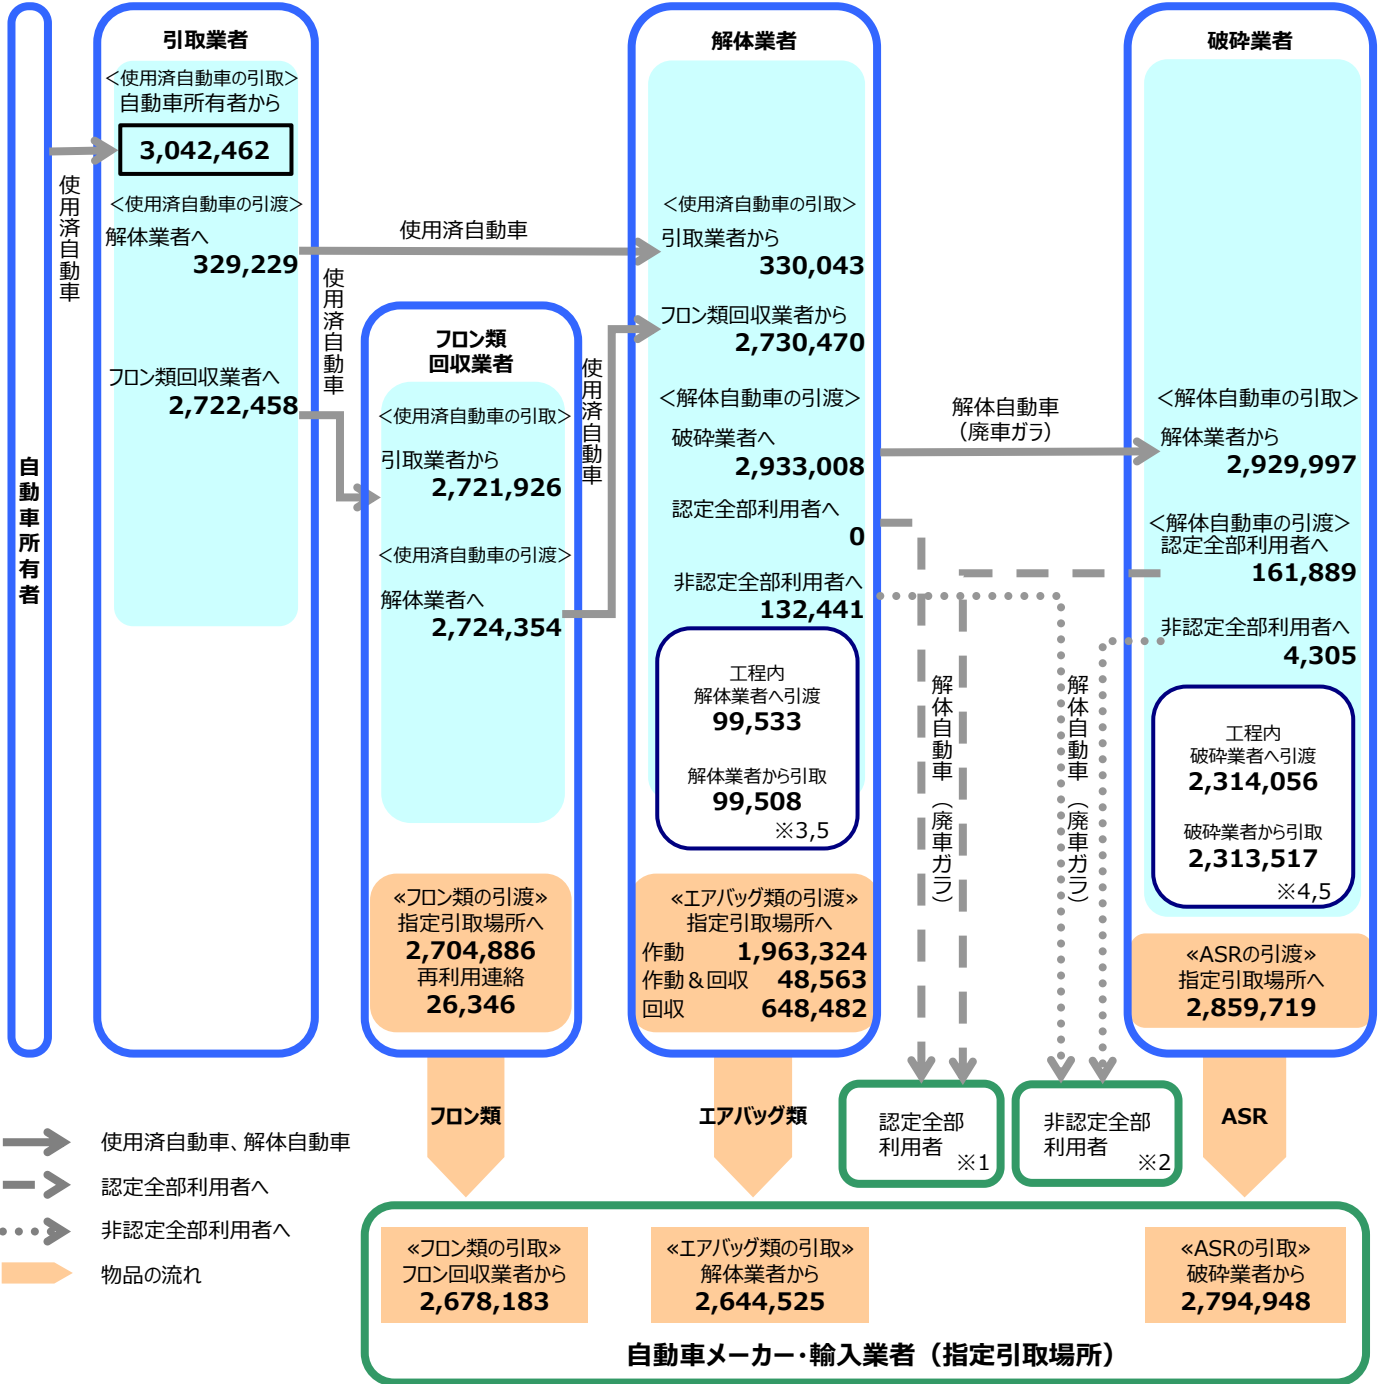 自動車所有者
使用済自動車
引取業者
<使用済自動車の引取>
自動車所有者から
3,042,462
<使用済自動車の引渡>
解体業者へ
329,229
フロン類回収業者へ
2,722,458
使用済自動車
使用済自動車
フロン類
回収業者
<使用済自動車の引取>
引取業者から
2,721,926
<使用済自動車の引渡>
解体業者へ
2,724,354
«フロン類の引渡»
指定引取場所へ
2,704,886
再利用連絡
26,346
使用済自動車
解体業者
<使用済自動車の引取>
引取業者から
330,043
フロン類回収業者から
2,730,470
<解体自動車の引渡>
破砕業者へ
2,933,008
認定全部利用者へ
0
非認定全部利用者へ
132,441
工程内
解体業者へ引渡
99,533
解体業者から引取
99,508
※3,5
«エアバッグ類の引渡»
指定引取場所へ
作動 1,963,324
作動&回収 48,563
回収 648,482
解体自動車
(廃車ガラ)
解体自動車(廃車ガラ)
解体自動車(廃車ガラ)
破砕業者
<解体自動車の引取>
解体業者から
2,929,997
<解体自動車の引渡>
認定全部利用者へ
161,889
非認定全部利用者へ
4,305
工程内
破砕業者へ引渡
2,314,056
破砕業者から引取
2,313,517
※4,5
«ASRの引渡»
指定引取場所へ
2,859,719
フロン類
エアバッグ類
認定全部
利用者
※1
非認定全部
利用者
※2
ASR
使用済自動車、解体自動車
認定全部利用者へ
非認定全部利用者へ
物品の流れ
«フロン類の引取»
フロン回収業者から
2,678,183
«エアバッグ類の引取»
解体業者から
2,644,525
«ASRの引取»
破砕業者から
2,794,948
自動車メーカー・輸入業者(指定引取場所)